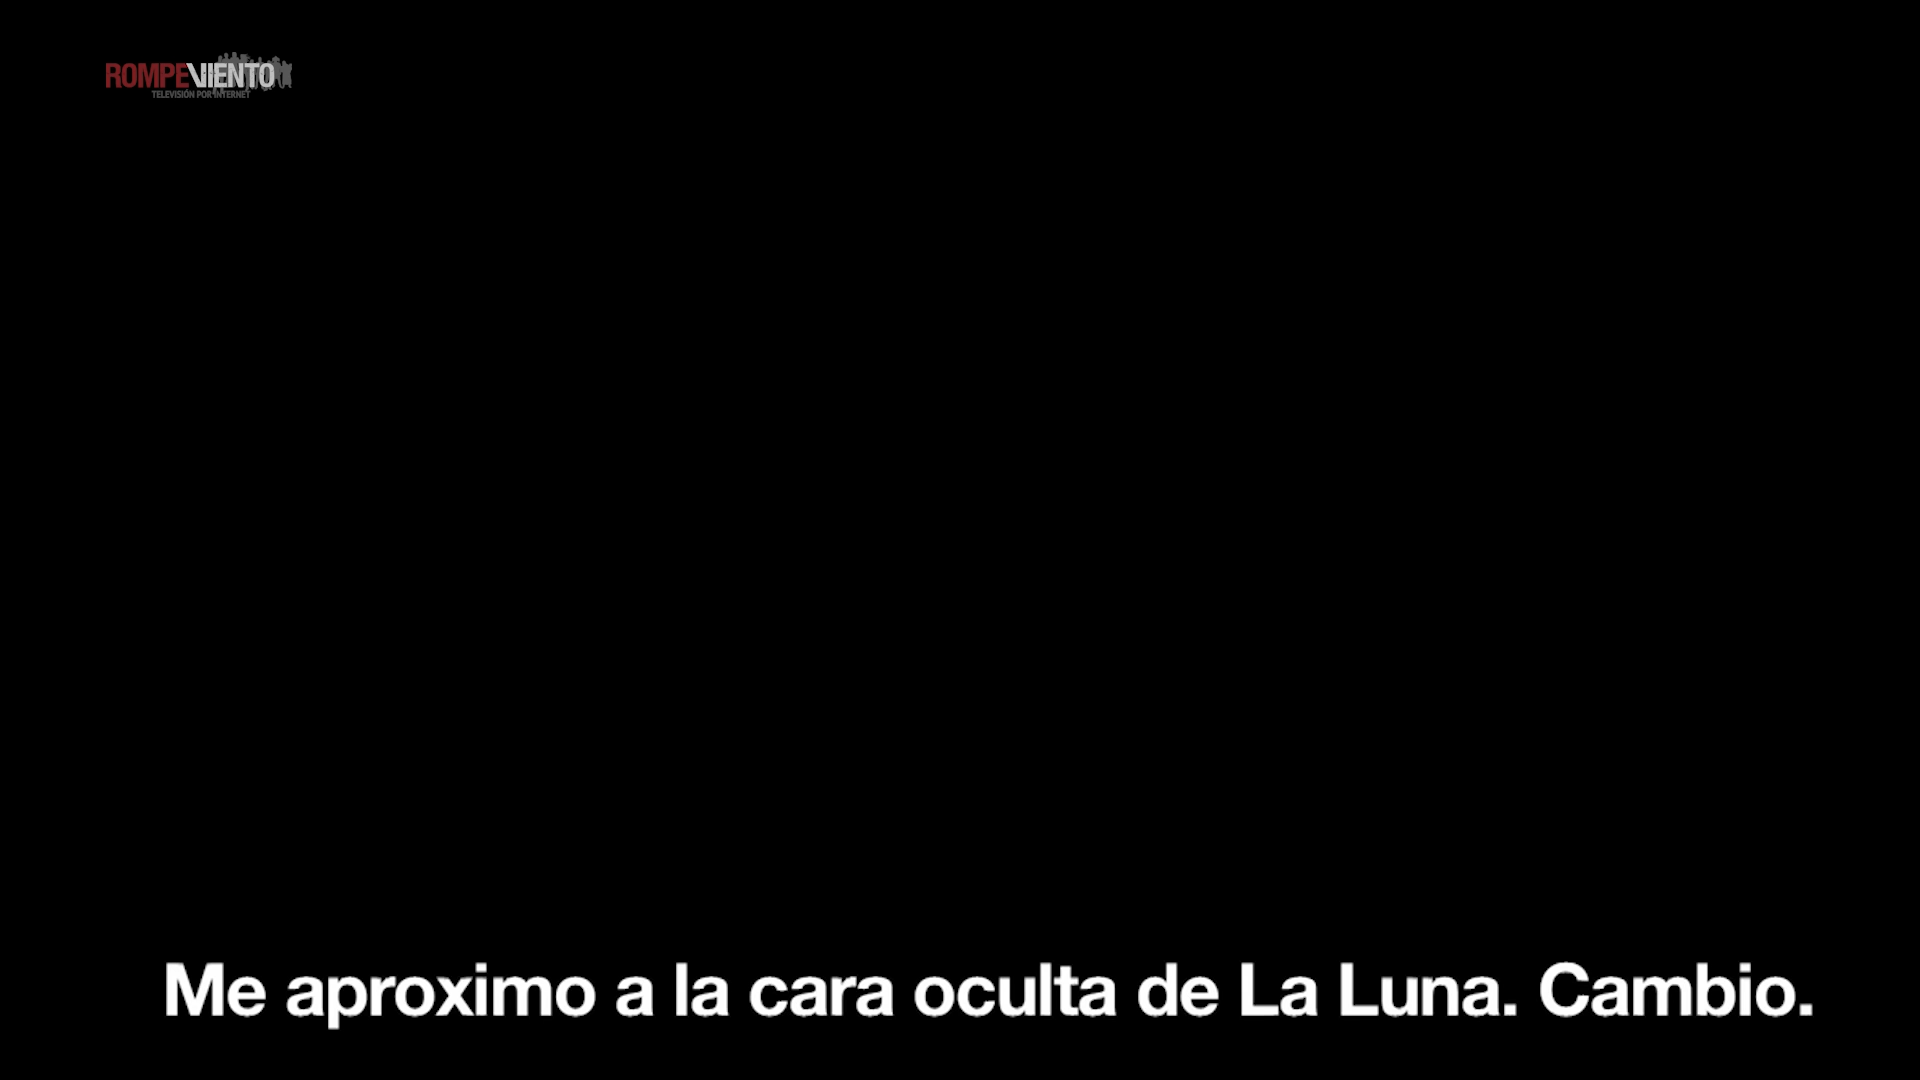 ROMPEVIENTO
TELEVISIÓN POR INTERNET
Me aproximo a la cara oculta de La Luna. Cambio.